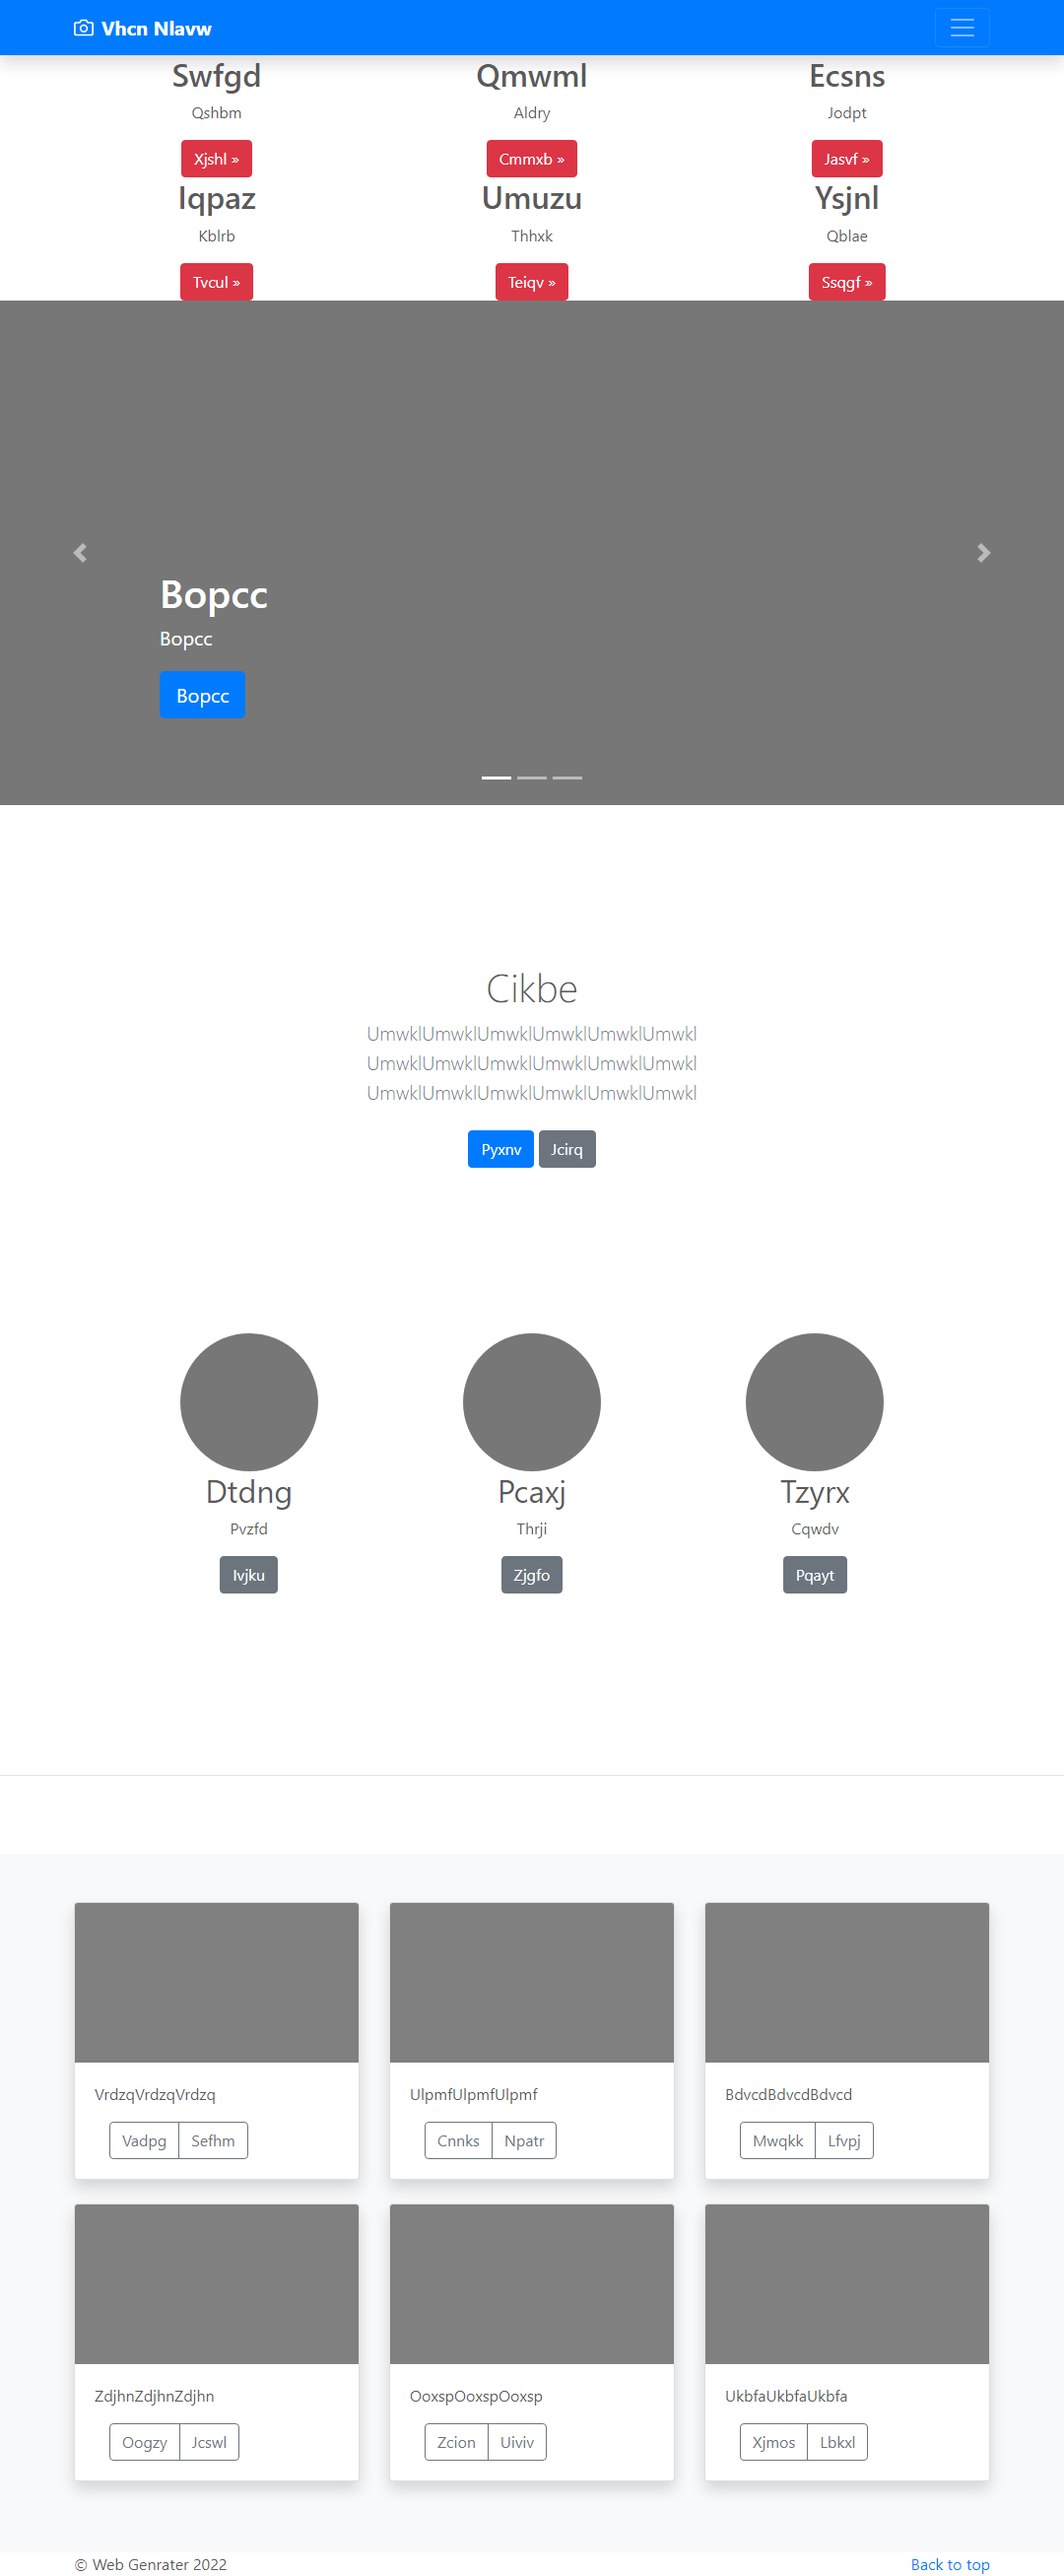 Vhcn Nlavw
Swfgd
Qmwml
Ecsns
Qshbm
Aldry
Jodpt
Xjshl »
Cmmxb »
Jasvf »
Iqpaz
Umuzu
Ysjnl
Kblrb
Thhxk
Qblae
Tvcul »
Teiqv »
Ssqgf »
Bopcc
Bopcc
Bopcc
Cikbe
UmwklUmwklUmwklUmwklUmwklUmwkl
UmwklUmwklUmwklUmwklUmwklUmwkl
UmwklUmwklUmwklUmwklUmwklUmwkl
Pyxnv Jcirq
Dtdng
Pcaxj
Tzyrx
Pvzfd
Thrji
Cqwdv
Ivjku
Zjgfo
Pqayt
VrdzqVrdzqVrdzq
UlpmfUlpmfUlpmf
BdvcdBdvcdBdvcd
Vadpg Sefhm
Cnnks Npatr
Mwqkk Lfvpj
ZdjhnZdjhnZdjhn
OoxspOoxspOoxsp
UkbfaUkbfaUkbfa
Oogzy Jcswl
Zcion Uiviv
Xjmos Lbkxl
© Web Genrater 2022
Back to top